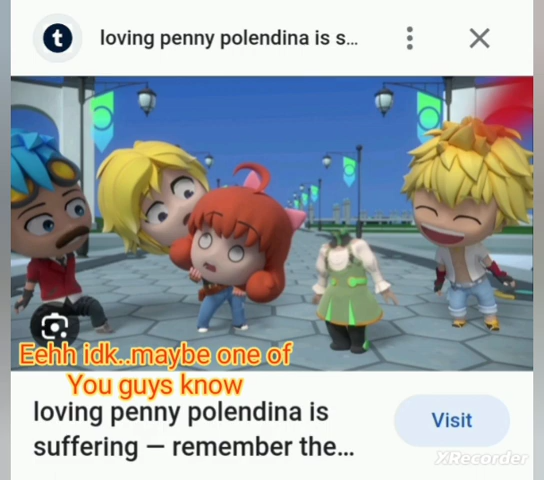 loving penny polendina is s...
Eehh idk..maybe one of
You guys know
loving penny polendina is
suffering — remember the...
Visit
XRecorder